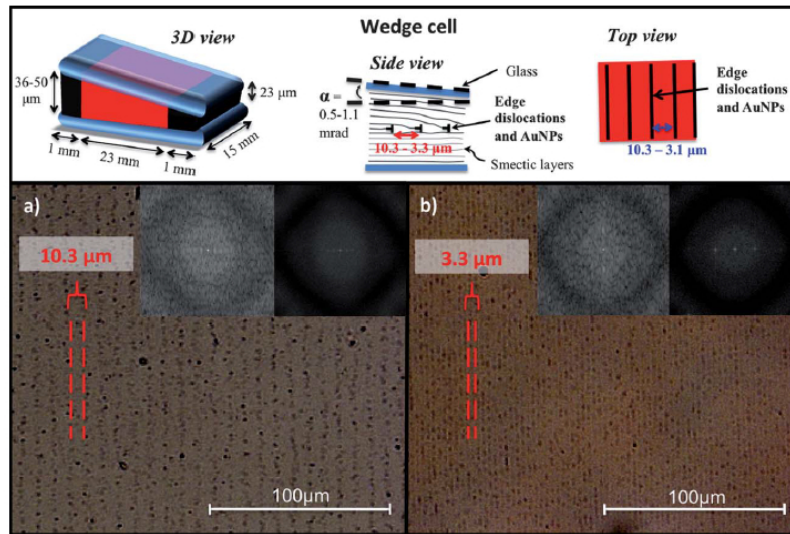 Wedge cell
3D view
36-50
μm
23 μm
15 mm
1 mm
23 mm
1 mm
Side view
Glass
α =
0.5-1.1
mrad
Edge
dislocations
and AuNPs
10.3 - 3.3 μm
Smectic layers
Top view
Edge
dislocations
and AuNPs
10.3 – 3.1 μm
a)
10.3 μm
100μm
b)
3.3 μm
100μm